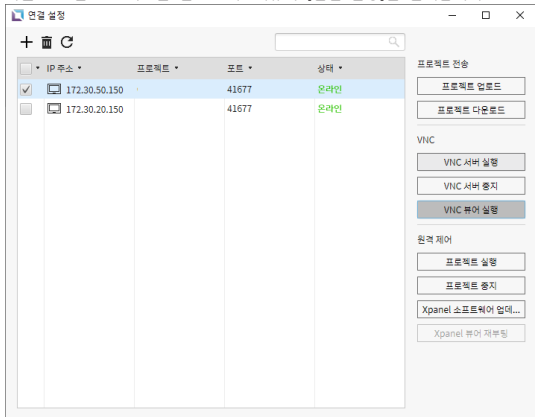 연결 설정
IP 주소 프로젝트 포트 상태
172.30.50.150 41677 온라인
172.30.20.150 41677 온라인
프로젝트 전송
프로젝트 업로드
프로젝트 다운로드
VNC
VNC 서버 실행
VNC 서버 중지
VNC 뷰어 실행
원격 제어
프로젝트 실행
프로젝트 중지
Xpanel 소프트웨어 업데...
Xpanel 뷰어 재부팅